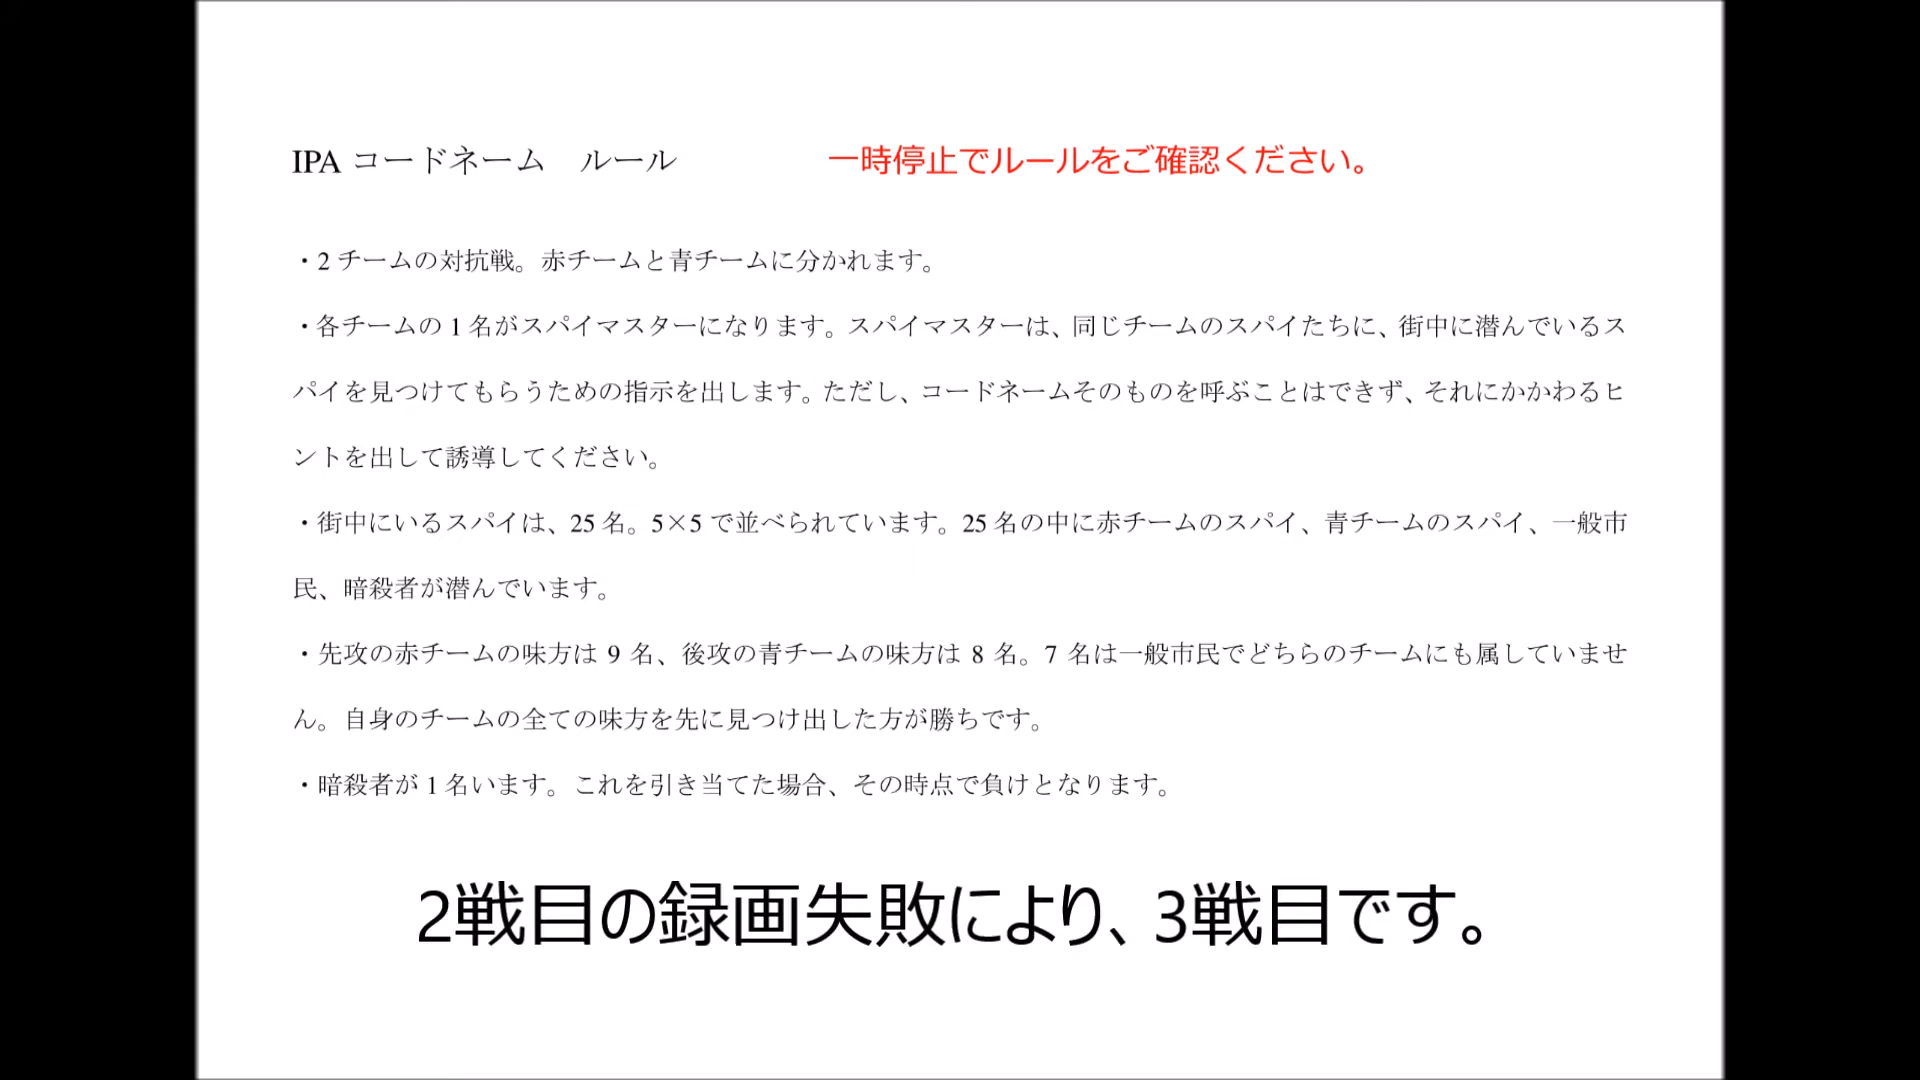 IPA コードネーム　ルール　一時停止でルールをご確認ください。
・2 チームの対抗戦。赤チームと青チームに分かれます。
・各チームの 1 名がスパイマスターになります。スパイマスターは、同じチームのスパイたちに、街中に潜んでいるス
パイを見つけてもらうための指示を出します。ただし、コードネームそのものを呼ぶことはできず、それにかかわるヒ
ントを出して誘導してください。
・街中にいるスパイは、25 名。5×5 で並べられています。25 名の中に赤チームのスパイ、青チームのスパイ、一般市
民、暗殺者が潜んでいます。
・先攻の赤チームの味方は 9 名、後攻の青チームの味方は 8 名。7 名は一般市民でどちらのチームにも属していませ
ん。自身のチームの全ての味方を先に見つけ出した方が勝ちです。
・暗殺者が 1 名います。これを引き当てた場合、その時点で負けとなります。
2戦目の録画失敗により、3戦目です。